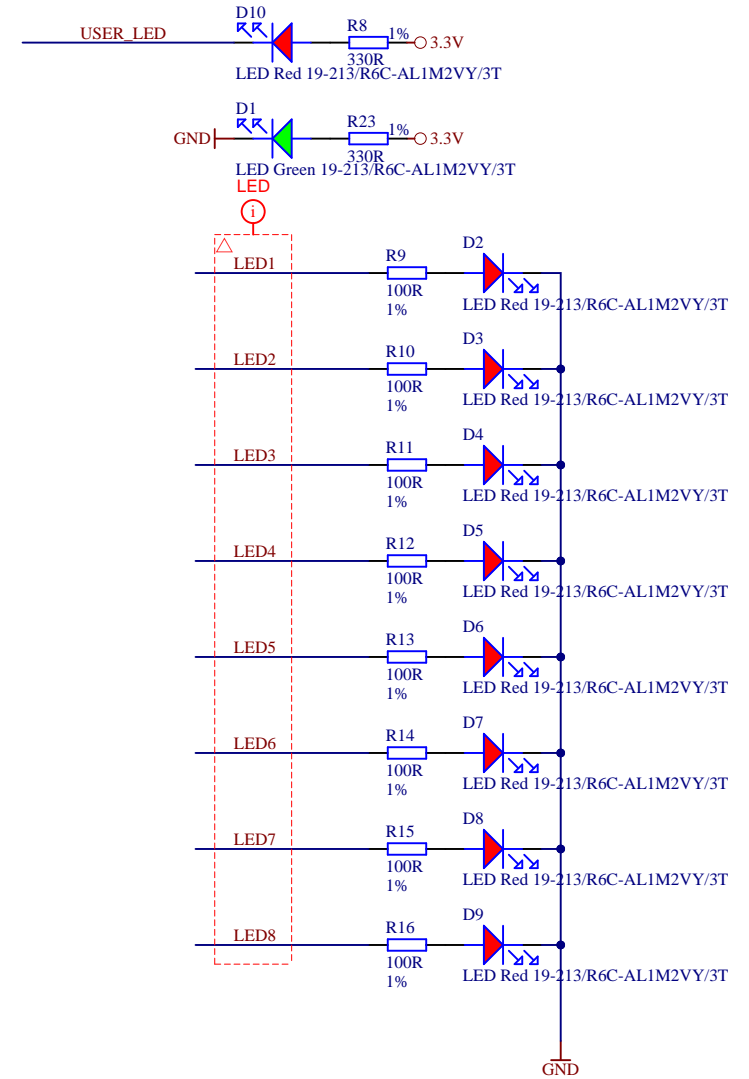 D10
R8
1%
USER_LED
3.3V
330R
LED Red 19-213/R6C-AL1M2VY/3T
D1
R23
1%
GND
3.3V
330R
LED Green 19-213/R6C-AL1M2VY/3T
LED
i
D2
R9
LED1
100R
LED Red 19-213/R6C-AL1M2VY/3T
1%
D3
R10
LED2
100R
LED Red 19-213/R6C-AL1M2VY/3T
1%
D4
R11
LED3
100R
LED Red 19-213/R6C-AL1M2VY/3T
1%
D5
R12
LED4
100R
LED Red 19-213/R6C-AL1M2VY/3T
1%
D6
R13
LED5
100R
LED Red 19-213/R6C-AL1M2VY/3T
1%
D7
R14
LED6
100R
LED Red 19-213/R6C-AL1M2VY/3T
1%
D8
R15
LED7
100R
LED Red 19-213/R6C-AL1M2VY/3T
1%
D9
R16
LED8
100R
LED Red 19-213/R6C-AL1M2VY/3T
1%
GND